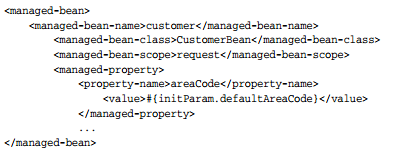 <managed-bean>
<managed-bean-name>customer</managed-bean-name>
<managed-bean-class>CustomerBean</managed-bean-class>
<managed-bean-scope>request</managed-bean-scope>
<managed-property>
<property-name>areaCode</property-name>
<value>#{initParam.defaultAreaCode}</value>
</managed-property>
...
</managed-bean>